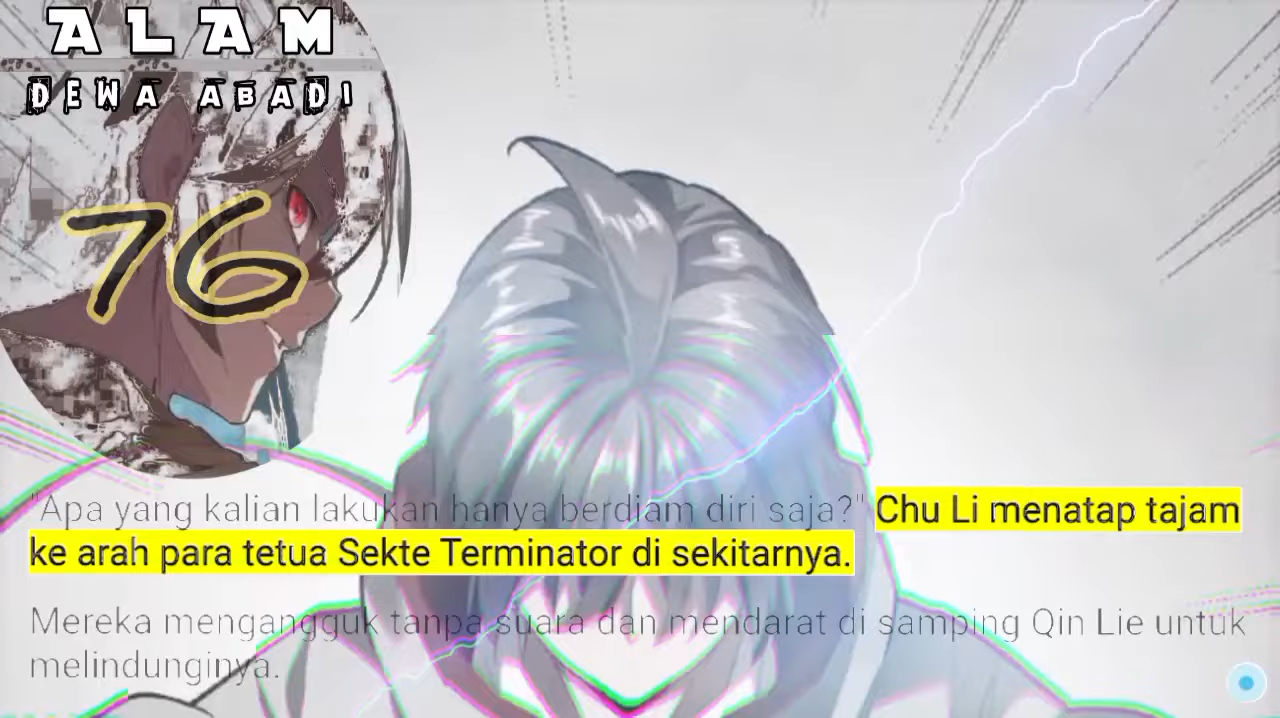 ALAM
DEWA ABADI
76
"Apa yang kalian lakukan hanya berdiam diri saja?" Chu Li menatap tajam
ke arah para tetua Sekte Terminator di sekitarnya.
Mereka mengangguk tanpa suara dan mendarat di samping Qin Lie untuk
melindunginya.